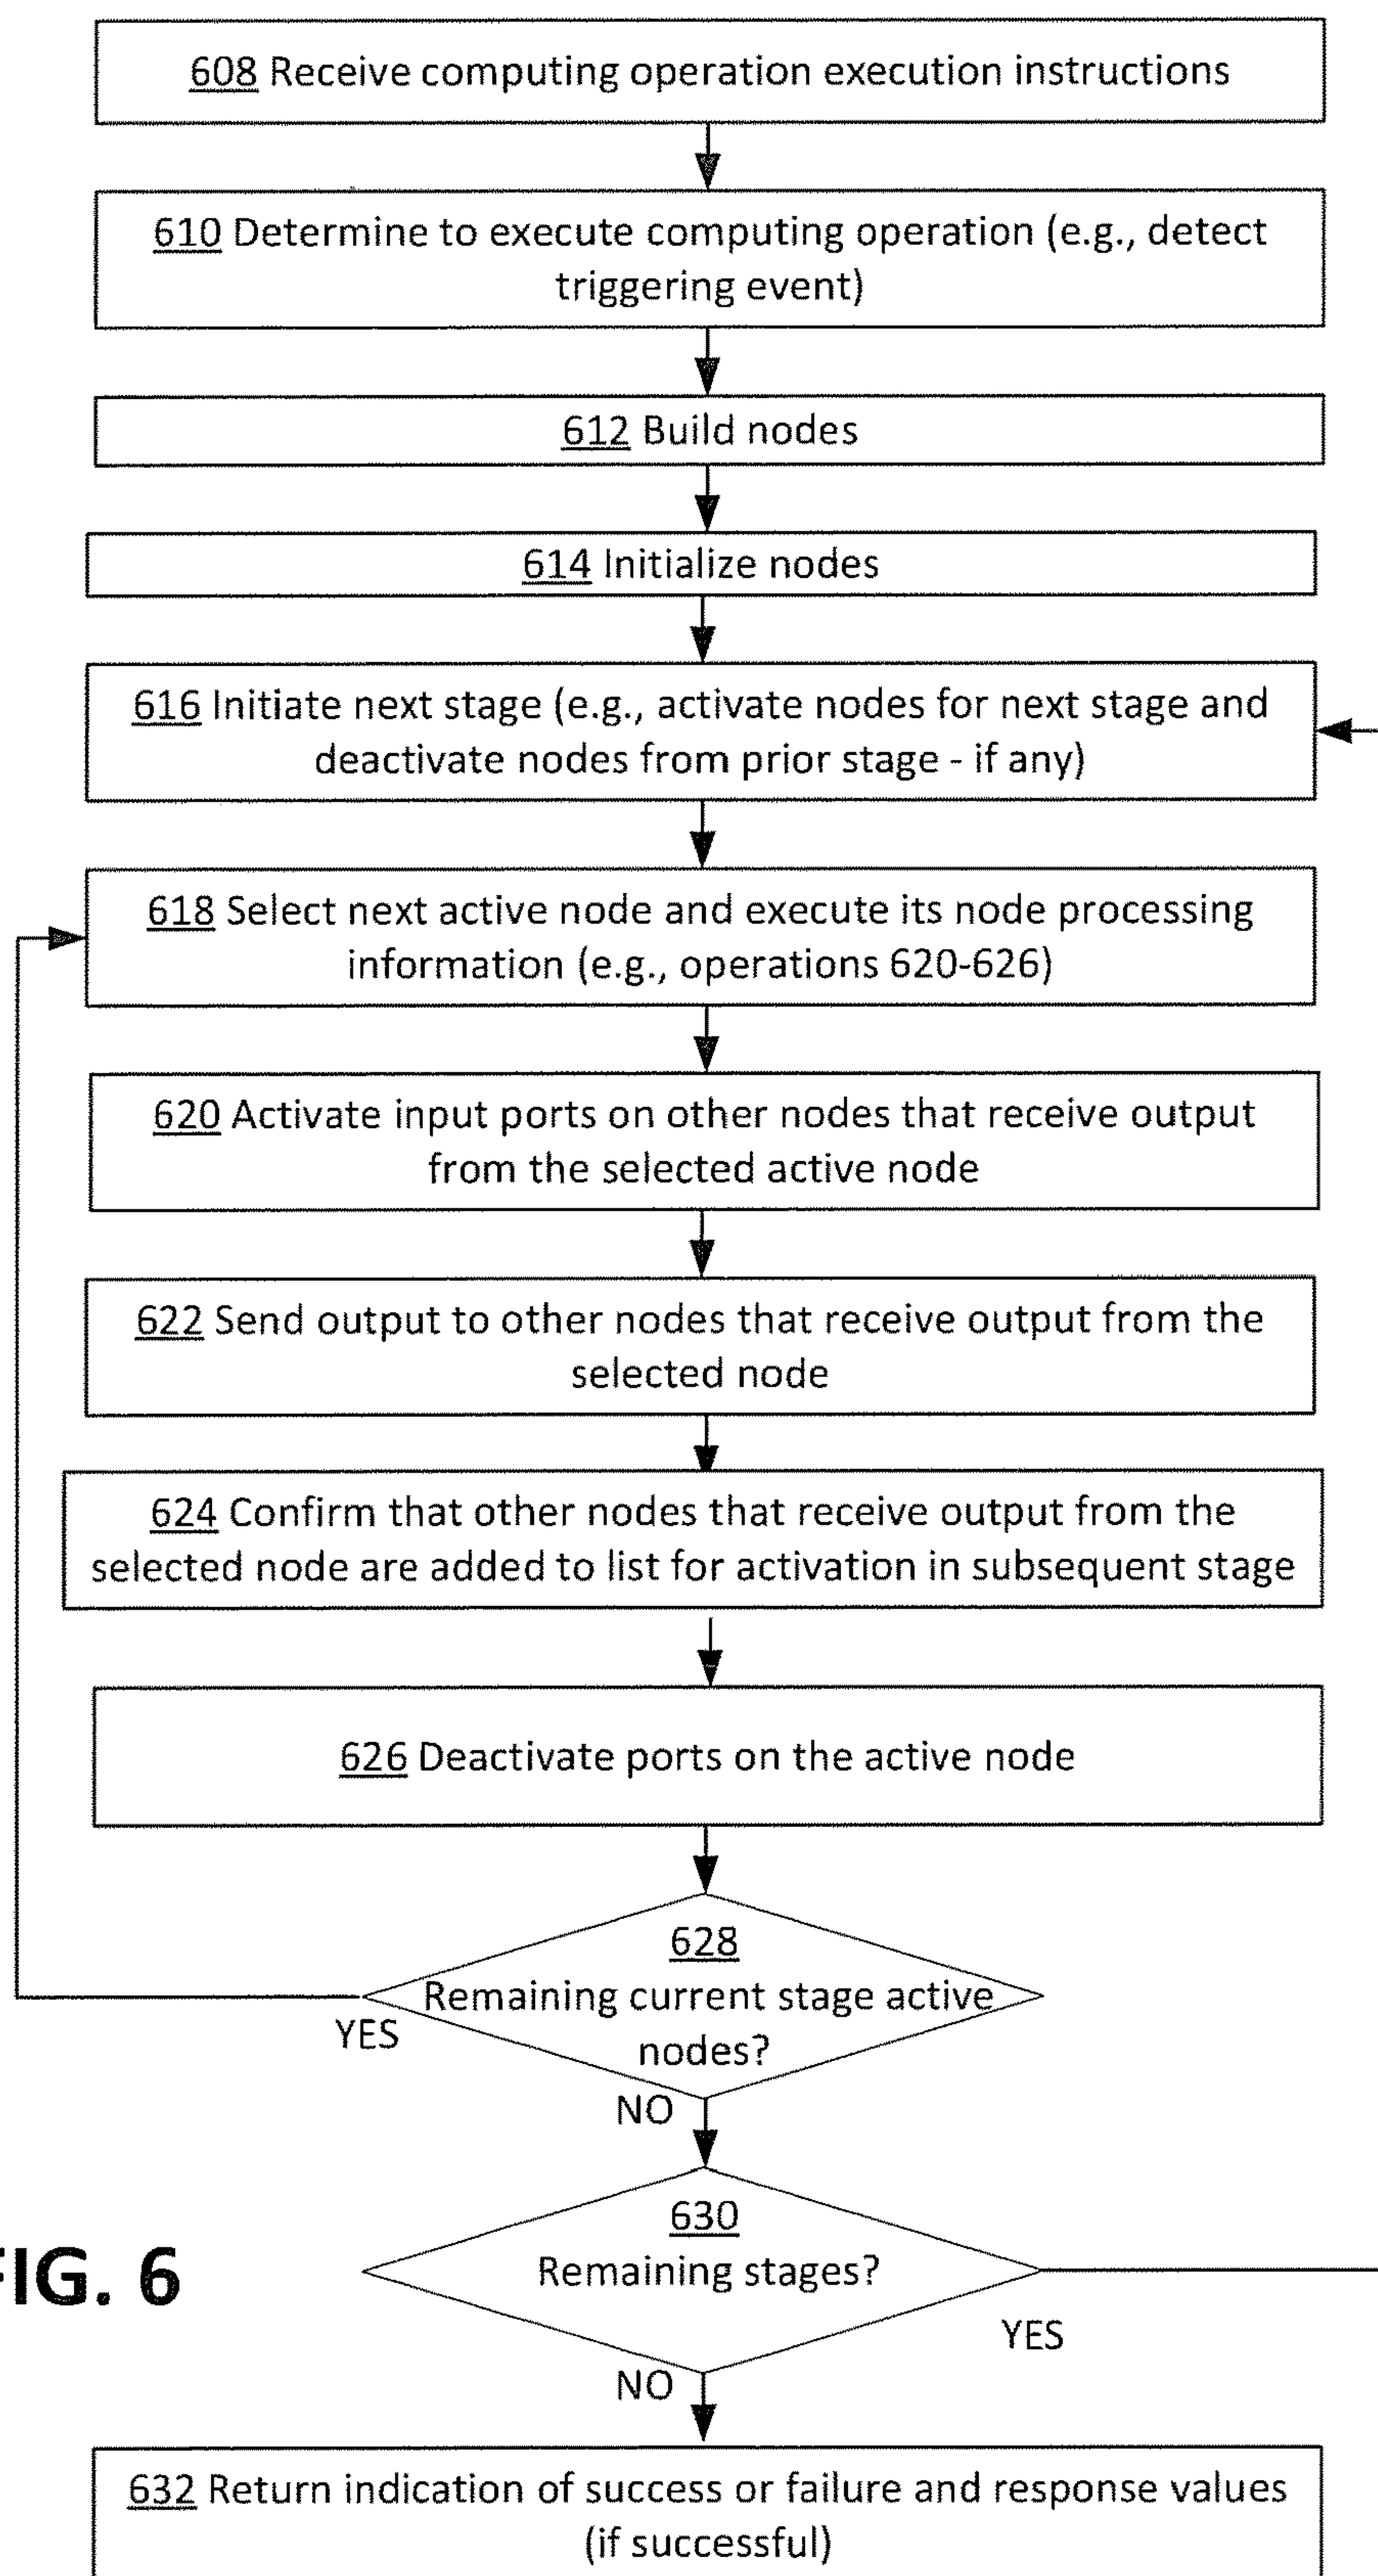 608 Receive computing operation execution instructions
610 Determine to execute computing operation (e.g., detect
triggering event)
612 Build nodes
614 Initialize nodes
616 Initiate next stage (e.g., activate nodes for next stage and
deactivate nodes from prior stage - if any)
618 Select next active node and execute its node processing
information (e.g., operations 620-626)
620 Activate input ports on other nodes that receive output
from the selected active node
622 Send output to other nodes that receive output from the
selected node
624 Confirm that other nodes that receive output from the
selected node are added to list for activation in subsequent stage
626 Deactivate ports on the active node
628
Remaining current stage active
nodes?
YES
NO
630
Remaining stages?
FIG. 6
YES
NO
632 Return indication of success or failure and response values
(if successful)